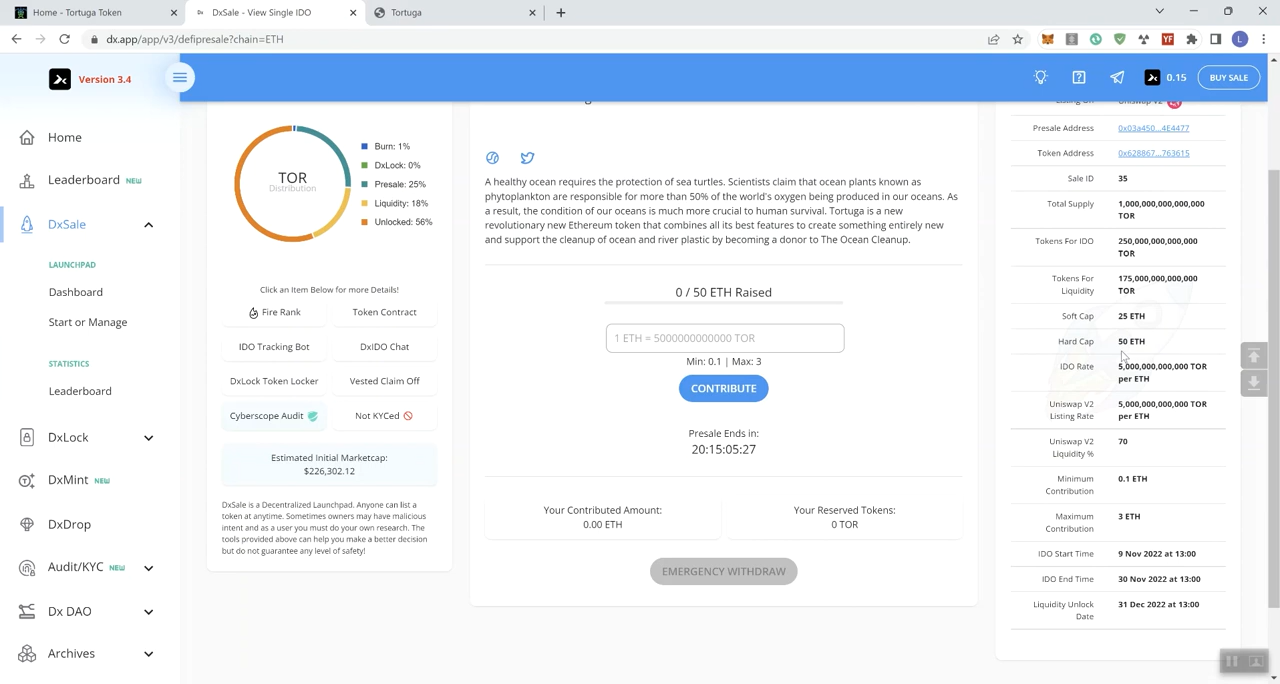 Home - Tortuga Token
DxSale - View Single IDO
Tortuga
dx.app/app/v3/defipresale?chain=ETH
Version 3.4
0.15
BUY SALE
Home
Leaderboard NEW
DxSale
LAUNCHPAD
Dashboard
Start or Manage
STATISTICS
Leaderboard
DxLock
DxMint NEW
DxDrop
Audit/KYC NEW
Dx DAO
Archives
TOR
Distribution
Burn: 1%
DxLock: 0%
Presale: 25%
Liquidity: 18%
Unlocked: 56%
Click an Item Below for more Details!
Fire Rank
Token Contract
IDO Tracking Bot
DxIDO Chat
DxLock Token Locker
Vested Claim Off
Cyberscope Audit
Not KYCed
Estimated Initial Marketcap:
$226,302.12
DxSale is a Decentralized Launchpad. Anyone can list a
token at anytime. Sometimes owners may have malicious
intent and as a user you must do your own research. The
tools provided above can help you make a better decision
but do not guarantee any level of safety!
A healthy ocean requires the protection of sea turtles. Scientists claim that ocean plants known as
phytoplankton are responsible for more than 50% of the world's oxygen being produced in our oceans. As
a result, the condition of our oceans is much more crucial to human survival. Tortuga is a new
revolutionary new Ethereum token that combines all its best features to create something entirely new
and support the cleanup of ocean and river plastic by becoming a donor to The Ocean Cleanup.
0 / 50 ETH Raised
1 ETH = 5000000000000 TOR
Min: 0.1 | Max: 3
CONTRIBUTE
Presale Ends in:
20:15:05:27
Your Contributed Amount:
0.00 ETH
Your Reserved Tokens:
0 TOR
EMERGENCY WITHDRAW
Presale Address 0x03a450...4E4477
Token Address 0x628867...763615
Sale ID 35
Total Supply 1,000,000,000,000,000
TOR
Tokens For IDO 250,000,000,000,000
TOR
Tokens For 175,000,000,000,000
Liquidity TOR
Soft Cap 25 ETH
Hard Cap 50 ETH
IDO Rate 5,000,000,000,000 TOR
per ETH
Uniswap V2 5,000,000,000,000 TOR
Listing Rate per ETH
Uniswap V2 70
Liquidity %
Minimum 0.1 ETH
Contribution
Maximum 3 ETH
Contribution
IDO Start Time 9 Nov 2022 at 13:00
IDO End Time 30 Nov 2022 at 13:00
Liquidity Unlock 31 Dec 2022 at 13:00
Date